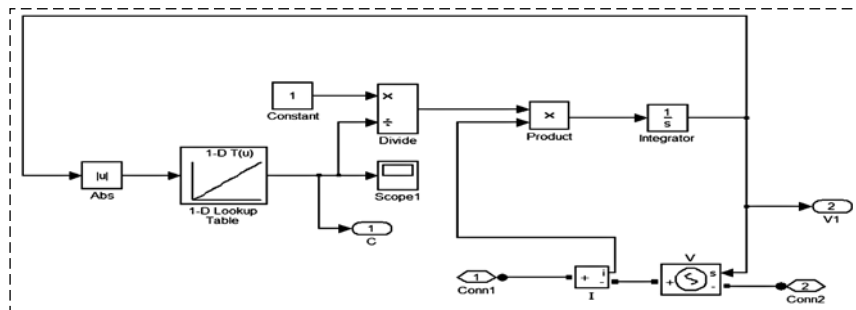 1
Constant
×
÷
Divide
×
Product
1
s
Integrator
|u|
Abs
1-D T(u)
1-D Lookup
Table
Scope1
1
C
2
V1
V
1
Conn1
+ i -
I
+ s -
2
Conn2